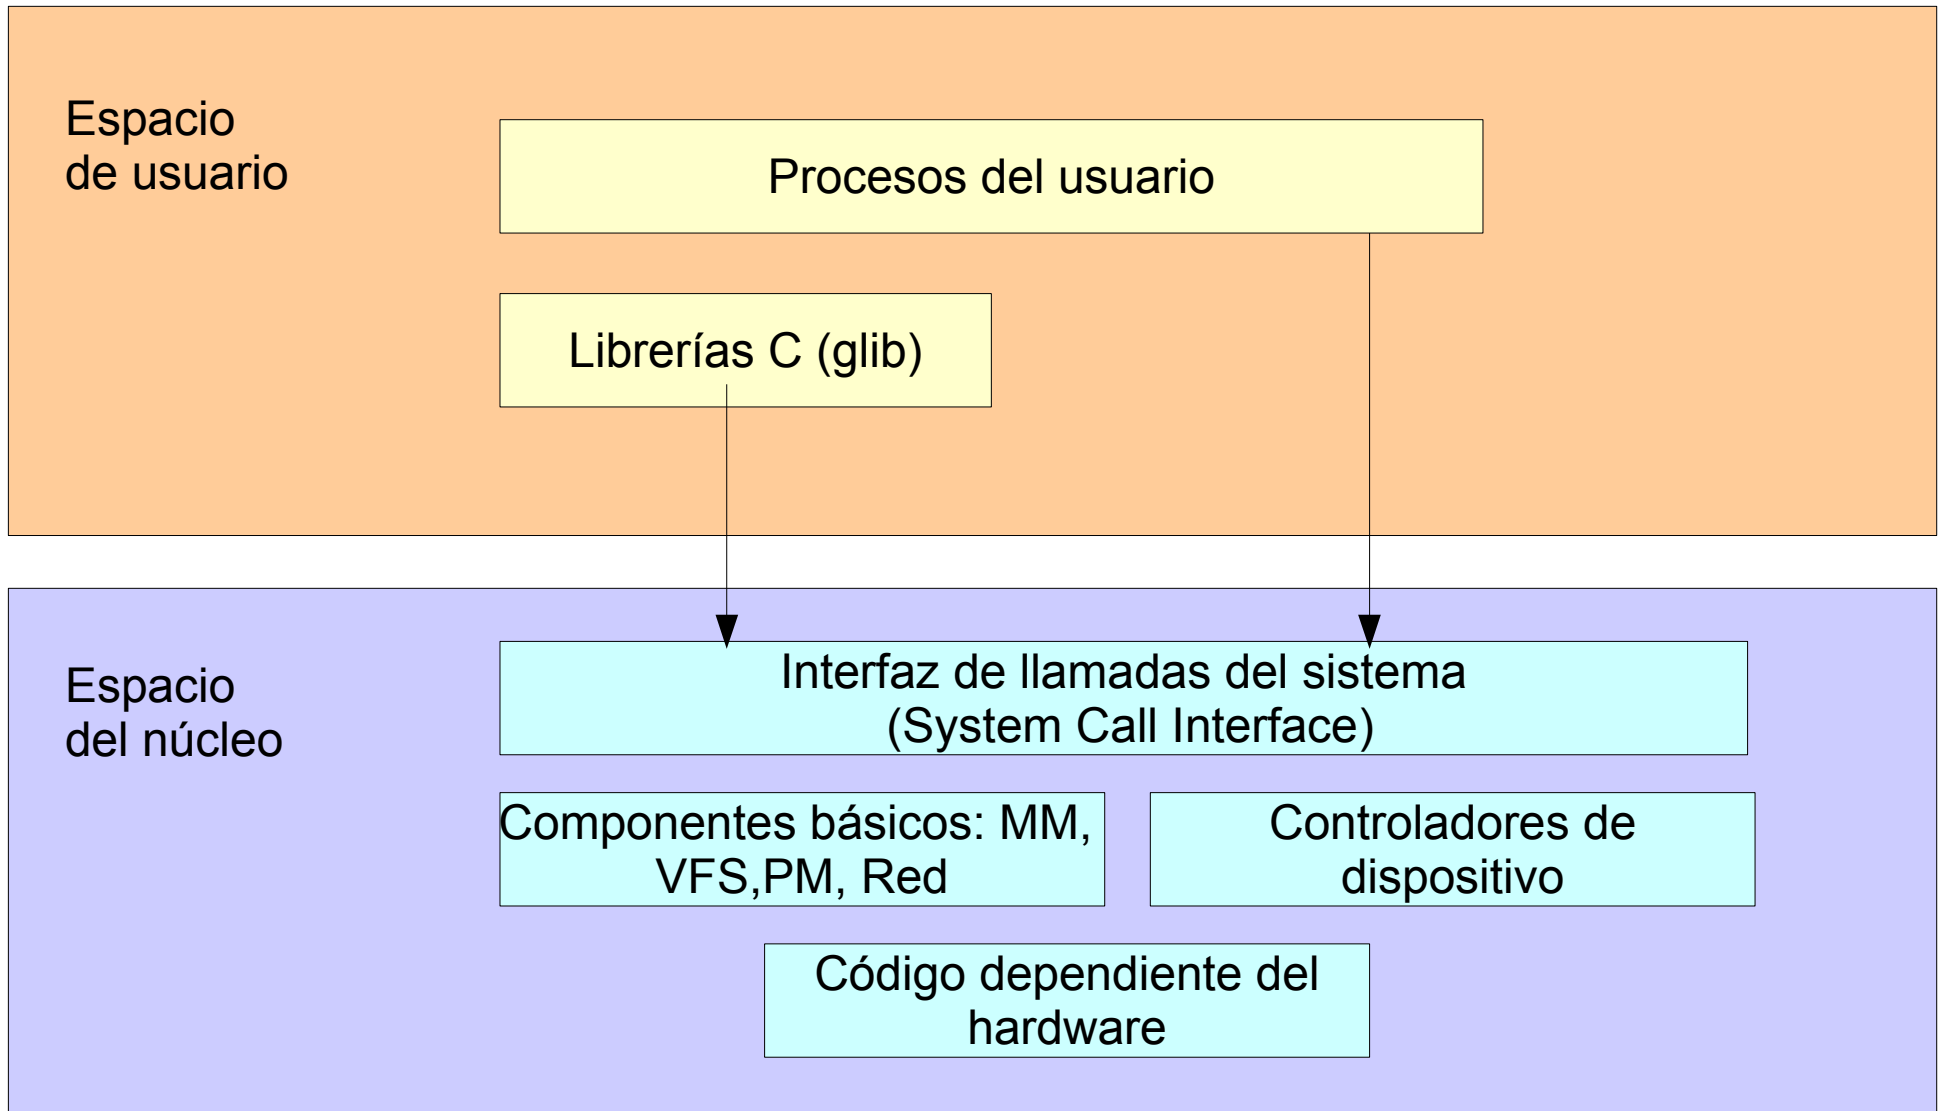 Espacio
de usuario
Procesos del usuario
Librerías C (glib)
Espacio
del núcleo
Interfaz de llamadas del sistema
(System Call Interface)
Componentes básicos: MM,
VFS,PM, Red
Controladores de
dispositivo
Código dependiente del
hardware